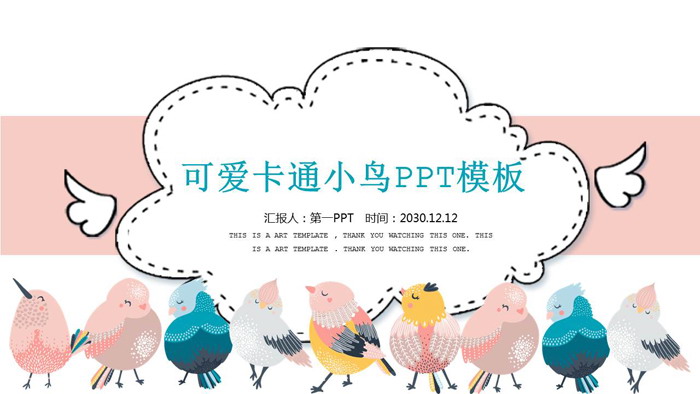 可爱卡通小鸟PPT模板
汇报人：第一PPT 时间：2030.12.12
THIS IS A ART TEMPLATE , THANK YOU WATCHING THIS ONE. THIS
IS A ART TEMPLATE . THANK YOU WATCHING THIS ONE.